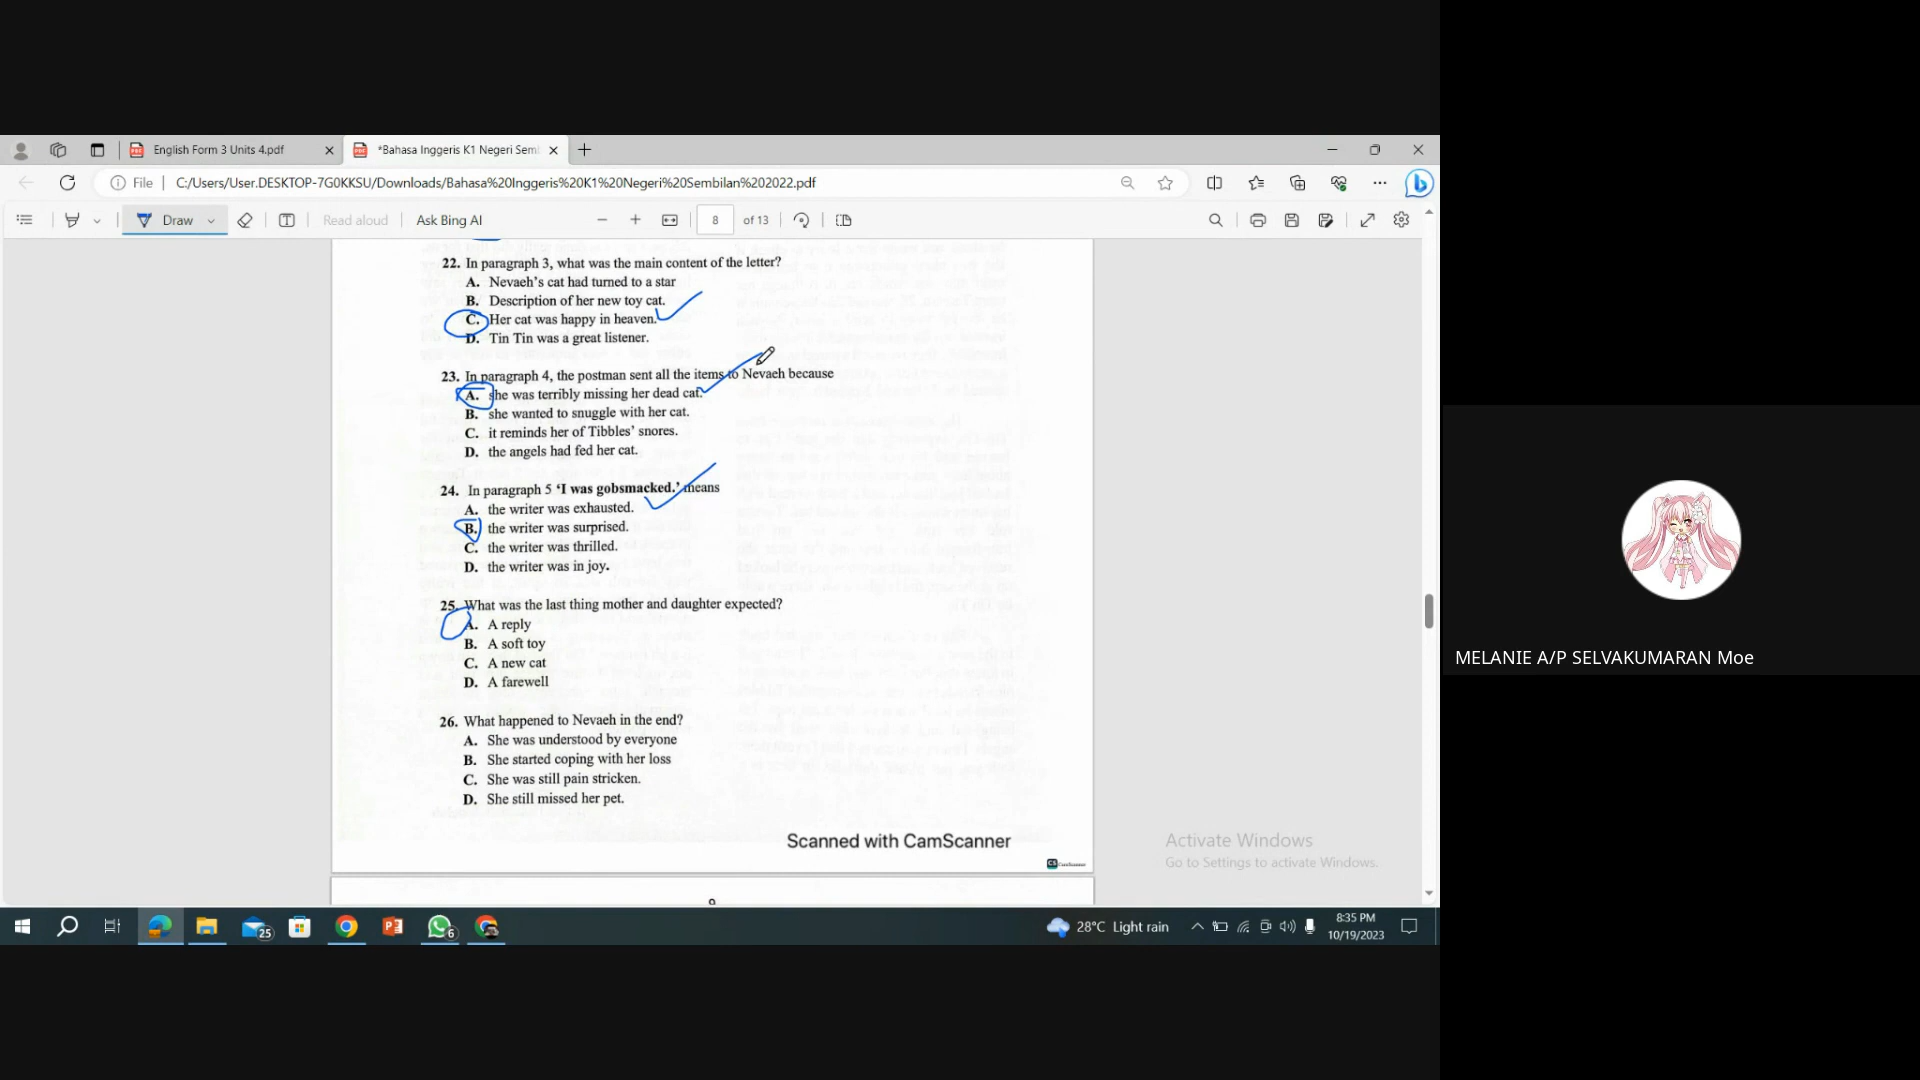 English Form 3 Units 4.pdf
*Bahasa Inggeris K1 Negeri Sem
File
C:/Users/User.DESKTOP-7G0KKSU/Downloads/Bahasa%20Inggeris%20K1%20Negeri%20Sembilan%202022.pdf
Draw
Read aloud
Ask Bing AI
8 of 13
22. In paragraph 3, what was the main content of the letter?
A. Nevaeh's cat had turned to a star
B. Description of her new toy cat.
C. Her cat was happy in heaven.
D. Tin Tin was a great listener.
23. In paragraph 4, the postman sent all the items to Nevaeh because
A. she was terribly missing her dead cat.
B. she wanted to snuggle with her cat.
C. it reminds her of Tibbles' snores.
D. the angels had fed her cat.
24. In paragraph 5 'I was gobsmacked.' means
A. the writer was exhausted.
B. the writer was surprised.
C. the writer was thrilled.
D. the writer was in joy.
25. What was the last thing mother and daughter expected?
A. A reply
B. A soft toy
C. A new cat
D. A farewell
26. What happened to Nevaeh in the end?
A. She was understood by everyone
B. She started coping with her loss
C. She was still pain stricken.
D. She still missed her pet.
Scanned with CamScanner
CS CamScanner
9
Activate Windows
Go to Settings to activate Windows.
MELANIE A/P SELVAKUMARAN Moe
25
6
28°C Light rain
8:35 PM
10/19/2023